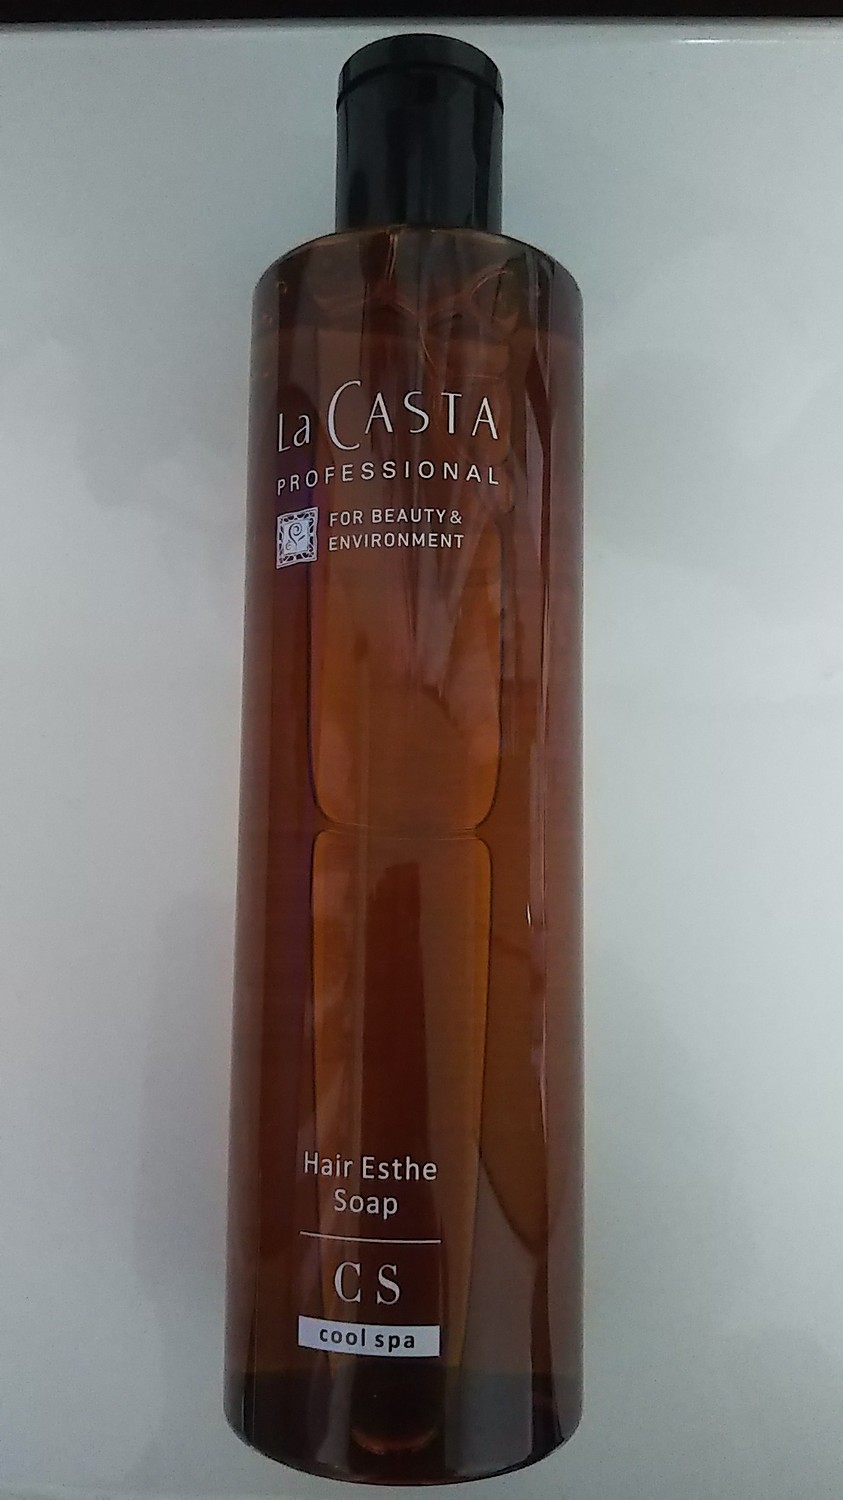 La CASTA
PROFESSIONAL
FOR BEAUTY &
ENVIRONMENT
Hair Esthe
Soap
CS
cool spa